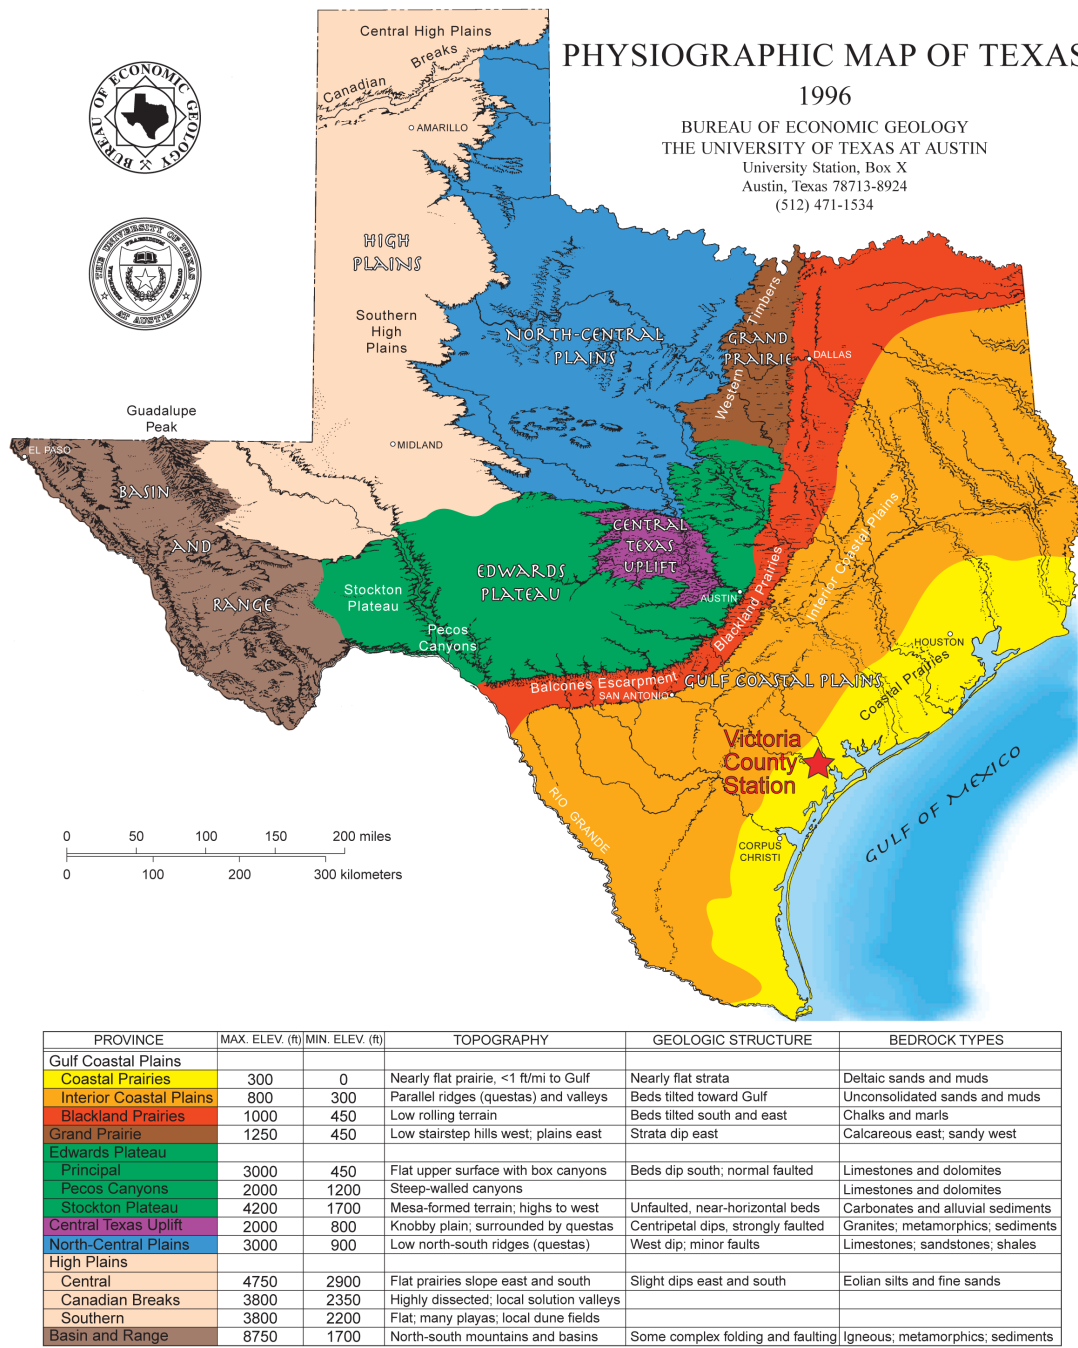 PHYSIOGRAPHIC MAP OF TEXAS
1996
BUREAU OF ECONOMIC GEOLOGY
THE UNIVERSITY OF TEXAS AT AUSTIN
University Station, Box X
Austin, Texas 78713-8924
(512) 471-1534
BUREAU OF ECONOMIC GEOLOGY
THE UNIVERSITY OF TEXAS
AT AUSTIN
Central High Plains
Canadian Breaks
AMARILLO
HIGH
PLAINS
Southern
High
Plains
NORTH-CENTRAL
PLAINS
Western Timbers
GRAND
PRAIRIE
DALLAS
Guadalupe
Peak
EL PASO
MIDLAND
BASIN
AND
RANGE
CENTRAL
TEXAS
UPLIFT
EDWARDS
PLATEAU
Stockton
Plateau
Pecos
Canyons
AUSTIN
Blackland Prairies
Interior Coastal Plains
HOUSTON
Balcones Escarpment
SAN ANTONIO
GULF COASTAL PLAINS
Coastal Prairies
Victoria
County
Station
RIO GRANDE
GULF OF MEXICO
CORPUS
CHRISTI
0 50 100 150 200 miles
0 100 200 300 kilometers
PROVINCE MAX. ELEV. (ft) MIN. ELEV. (ft) TOPOGRAPHY GEOLOGIC STRUCTURE BEDROCK TYPES
Gulf Coastal Plains
Coastal Prairies 300 0 Nearly flat prairie, <1 ft/mi to Gulf Nearly flat strata Deltaic sands and muds
Interior Coastal Plains 800 300 Parallel ridges (questas) and valleys Beds tilted toward Gulf Unconsolidated sands and muds
Blackland Prairies 1000 450 Low rolling terrain Beds tilted south and east Chalks and marls
Grand Prairie 1250 450 Low stairstep hills west; plains east Strata dip east Calcareous east; sandy west
Edwards Plateau
Principal 3000 450 Flat upper surface with box canyons Beds dip south; normal faulted Limestones and dolomites
Pecos Canyons 2000 1200 Steep-walled canyons Limestones and dolomites
Stockton Plateau 4200 1700 Mesa-formed terrain; highs to west Unfaulted, near-horizontal beds Carbonates and alluvial sediments
Central Texas Uplift 2000 800 Knobby plain; surrounded by questas Centripetal dips, strongly faulted Granites; metamorphics; sediments
North-Central Plains 3000 900 Low north-south ridges (questas) West dip; minor faults Limestones; sandstones; shales
High Plains
Central 4750 2900 Flat prairies slope east and south Slight dips east and south Eolian silts and fine sands
Canadian Breaks 3800 2350 Highly dissected; local solution valleys
Southern 3800 2200 Flat; many playas; local dune fields
Basin and Range 8750 1700 North-south mountains and basins Some complex folding and faulting Igneous; metamorphics; sediments